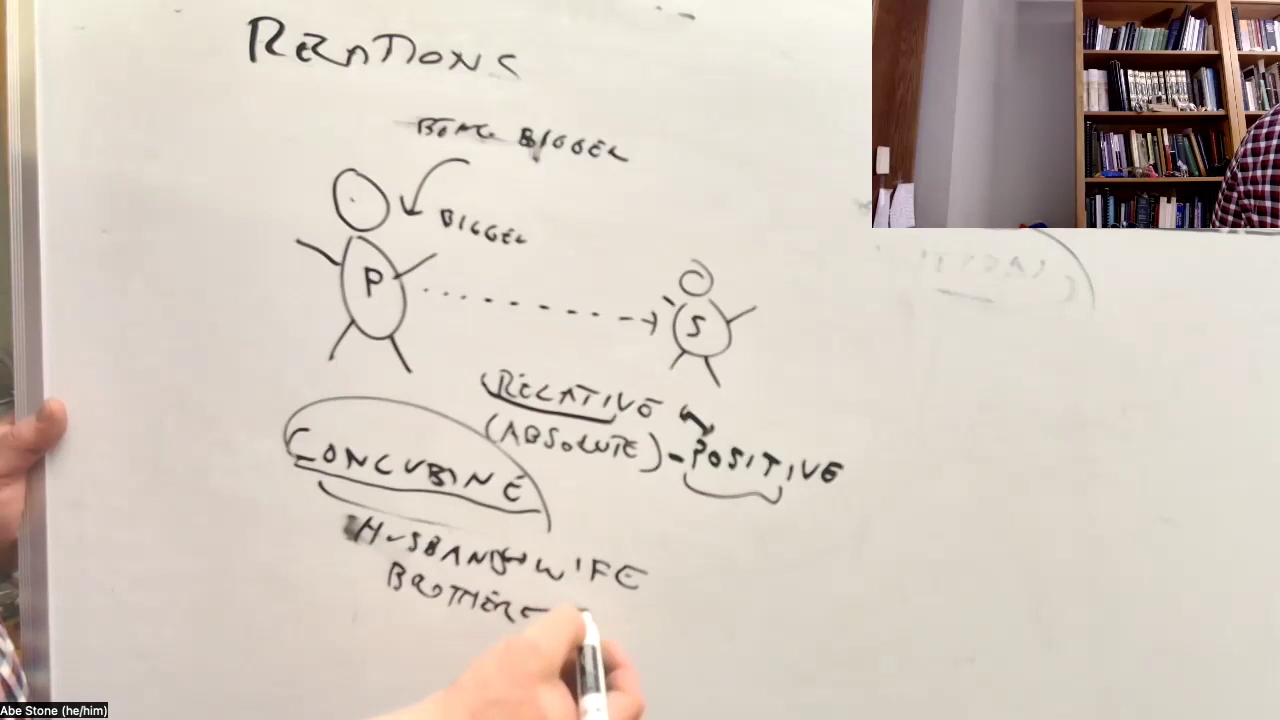 RELATIONS
BEING BIGGER
BIGGER
P
S
RELATIVE
(ABSOLUTE) - POSITIVE
CONCUBINE
HUSBAND↔WIFE
BROTHER
Abe Stone (he/him)